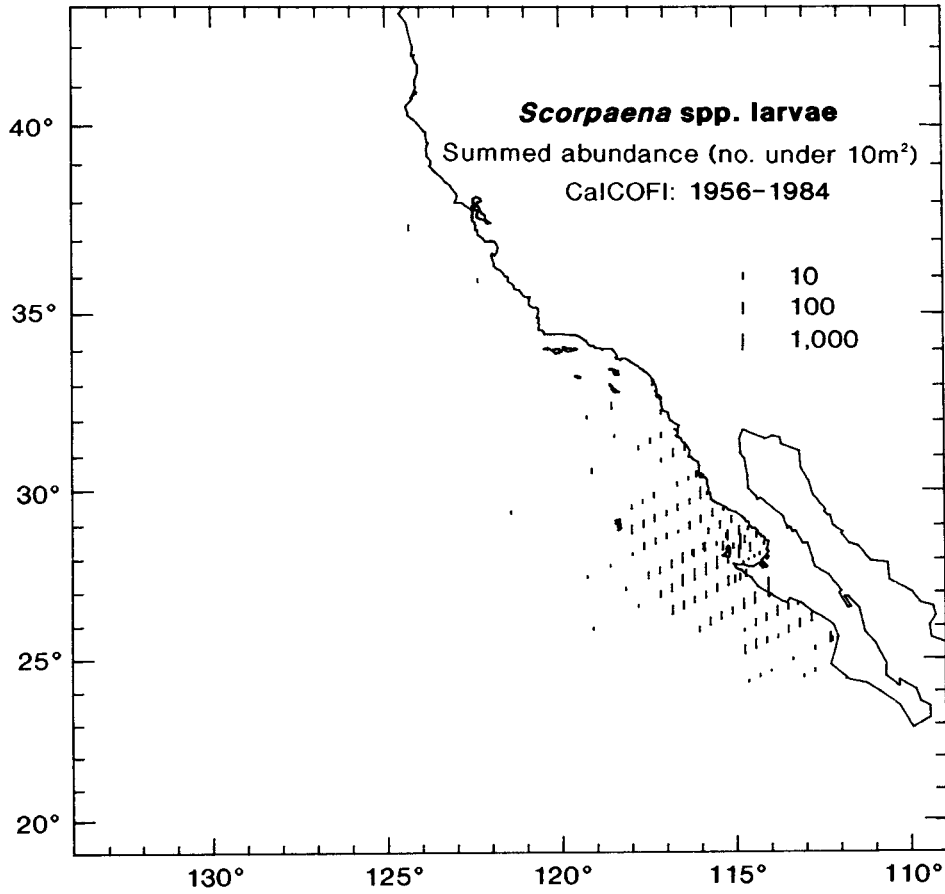 Scorpaena spp. larvae
Summed abundance (no. under 10m²)
CalCOFI: 1956–1984
10
100
1,000
40°
35°
30°
25°
20°
130° 125° 120° 115° 110°